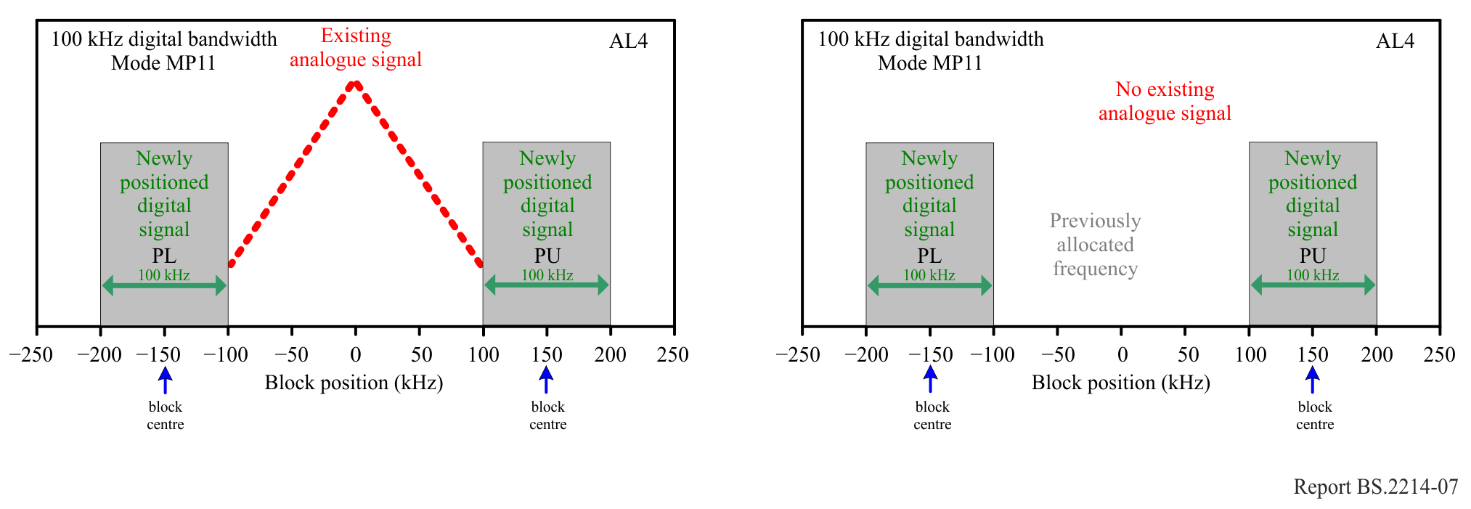 100 kHz digital bandwidth
Mode MP11
Existing
analogue signal
AL4
Newly
positioned
digital
signal
PL
100 kHz
Newly
positioned
digital
signal
PU
100 kHz
−250 −200 −150 −100 −50 0 50 100 150 200 250
Block position (kHz)
block
centre
block
centre
100 kHz digital bandwidth
Mode MP11
AL4
No existing
analogue signal
Newly
positioned
digital
signal
PL
100 kHz
Previously
allocated
frequency
Newly
positioned
digital
signal
PU
100 kHz
−250 −200 −150 −100 −50 0 50 100 150 200 250
Block position (kHz)
block
centre
block
centre
Report BS.2214-07